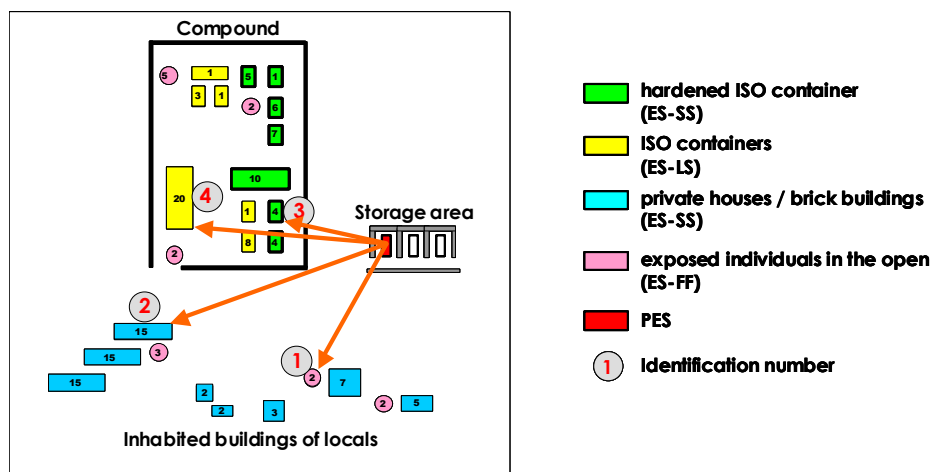 Compound
5
1
5
1
3
1
2
6
7
10
20
4
1
4
3
8
4
2
Storage area
2
15
3
15
15
1
2
7
2
2
3
2
5
Inhabited buildings of locals
hardened ISO container
(ES-SS)
ISO containers
(ES-LS)
private houses / brick buildings
(ES-SS)
exposed individuals in the open
(ES-FF)
PES
1
Identification number